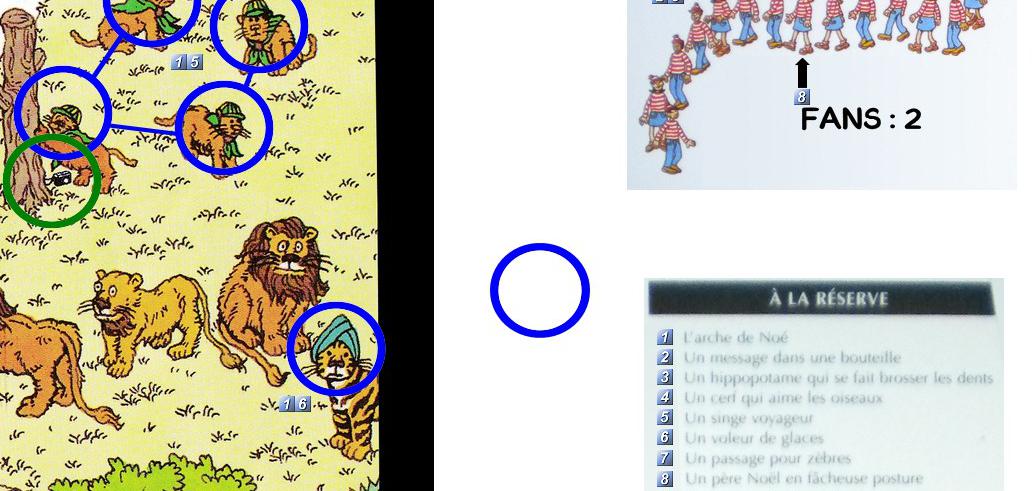 15
8
FANS : 2
16
À LA RÉSERVE
1 L'arche de Noé
2 Un message dans une bouteille
3 Un hippopotame qui se fait brosser les dents
4 Un cerf qui aime les oiseaux
5 Un singe voyageur
6 Un voleur de glaces
7 Un passage pour zèbres
8 Un père Noël en fâcheuse posture